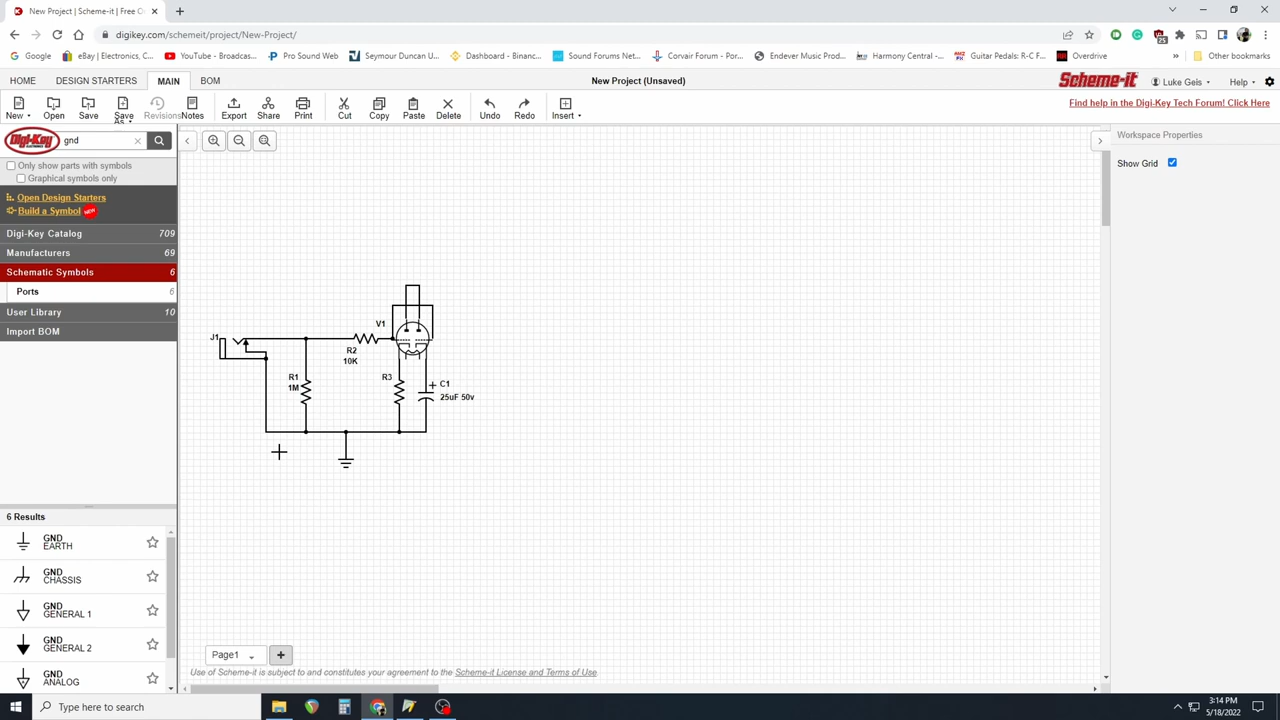 New Project | Scheme-it | Free O
digikey.com/schemeit/project/New-Project/
Google
eBay | Electronics, C...
YouTube - Broadcas...
Pro Sound Web
Seymour Duncan U...
Dashboard - Binanc...
Sound Forums Net...
Corvair Forum - Por...
Endever Music Prod...
Harmony Central -...
Guitar Pedals: R-C F...
Overdrive
»
Other bookmarks
HOME
DESIGN STARTERS
MAIN
BOM
New Project (Unsaved)
Scheme-it
Luke Geis
Help
New
Open
Save
Save As
Revisions
Notes
Export
Share
Print
Cut
Copy
Paste
Delete
Undo
Redo
Insert
Find help in the Digi-Key Tech Forum! Click Here
Digi-Key
gnd
Workspace Properties
Only show parts with symbols
Show Grid
Graphical symbols only
Open Design Starters
Build a Symbol NEW
Digi-Key Catalog 709
Manufacturers 69
Schematic Symbols 6
Ports 6
User Library 10
Import BOM
V1
J1
R2
10K
R1
1M
R3
C1
25uF 50v
6 Results
GND
EARTH
GND
CHASSIS
GND
GENERAL 1
GND
GENERAL 2
GND
ANALOG
Page1
Use of Scheme-it is subject to and constitutes your agreement to the Scheme-it License and Terms of Use.
Type here to search
3:14 PM
5/18/2022